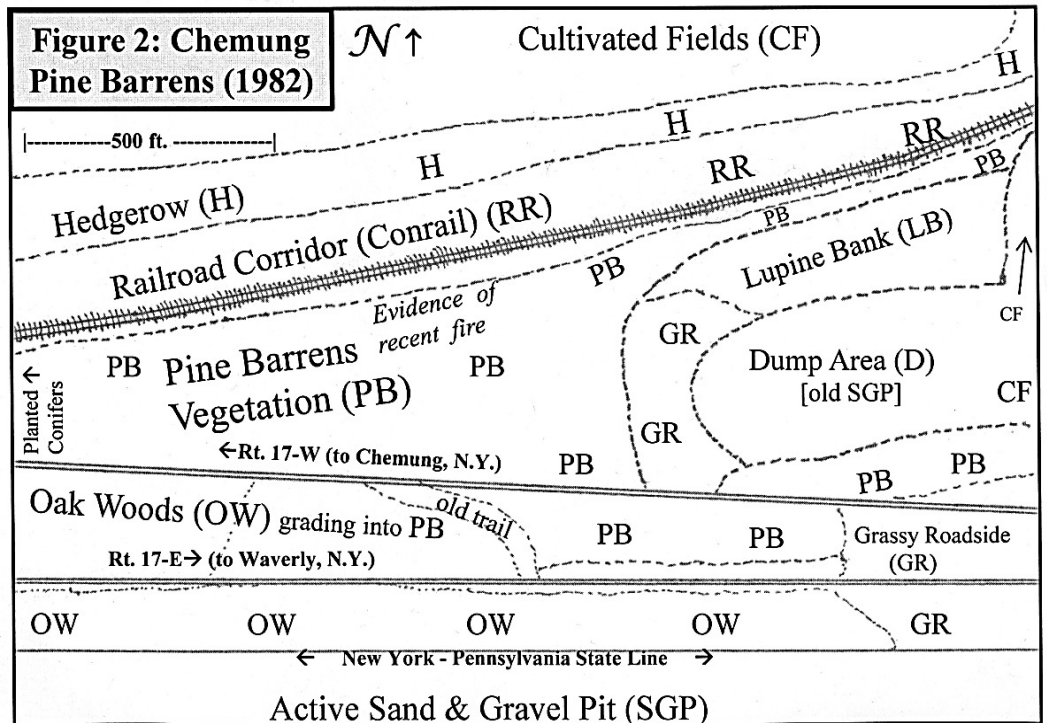 Figure 2: Chemung
Pine Barrens (1982)
N ↑
Cultivated Fields (CF)
|------------500 ft. ---------------|
H
H
H
Hedgerow (H)
RR
RR
Railroad Corridor (Conrail) (RR)
PB
PB
PB
Lupine Bank (LB)
Evidence of
recent fire
GR
CF
PB
Pine Barrens
Vegetation (PB)
PB
Dump Area (D)
[old SGP]
CF
Planted →
Conifers
GR
←Rt. 17-W (to Chemung, N.Y.)
PB
PB
PB
Oak Woods (OW) grading into PB
old trail
PB
PB
Grassy Roadside
(GR)
Rt. 17-E→ (to Waverly, N.Y.)
OW
OW
OW
OW
GR
← New York - Pennsylvania State Line →
Active Sand & Gravel Pit (SGP)